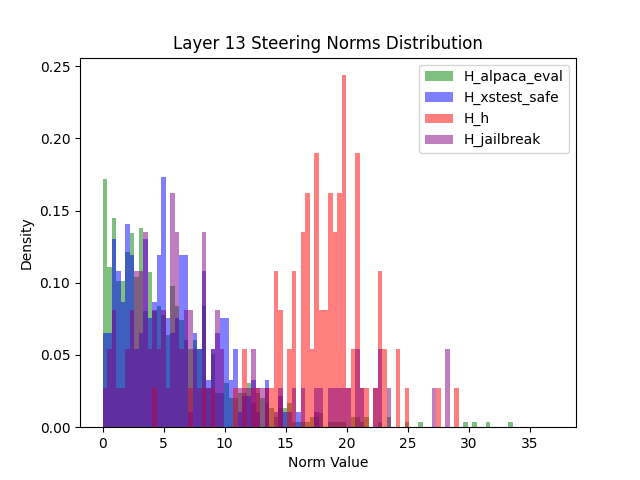 Layer 13 Steering Norms Distribution
H_alpaca_eval
H_xstest_safe
H_h
H_jailbreak
Density
0.25
0.20
0.15
0.10
0.05
0.00
0 5 10 15 20 25 30 35
Norm Value